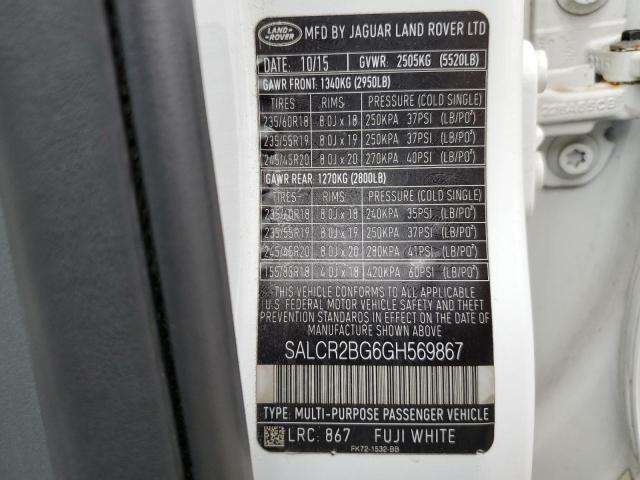 LAND ROVER
MFD BY JAGUAR LAND ROVER LTD
DATE: 10/15 GVWR: 2505KG (5520LB)
GAWR FRONT: 1340KG (2950LB)
TIRES RIMS PRESSURE (COLD SINGLE)
235/60R18 8.0J x 18 250KPA 37PSI (LB/PO²)
235/55R19 8.0J x 19 250KPA 37PSI (LB/PO²)
245/45R20 8.0J x 20 270KPA 40PSI (LB/PO²)
GAWR REAR: 1270KG (2800LB)
TIRES RIMS PRESSURE (COLD SINGLE)
235/60R18 8.0J x 18 240KPA 35PSI (LB/PO²)
235/55R19 8.0J x 19 250KPA 37PSI (LB/PO²)
245/45R20 8.0J x 20 280KPA 41PSI (LB/PO²)
155/85R18 4.0J x 18 420KPA 60PSI (LB/PO²)
THIS VEHICLE CONFORMS TO ALL APPLICABLE
U.S. FEDERAL MOTOR VEHICLE SAFETY AND THEFT
PREVENTION STANDARDS IN EFFECT ON THE DATE OF
MANUFACTURE SHOWN ABOVE
SALCR2BG6GH569867
TYPE: MULTI-PURPOSE PASSENGER VEHICLE
LRC: 867 FUJI WHITE
FK72-1532-BB